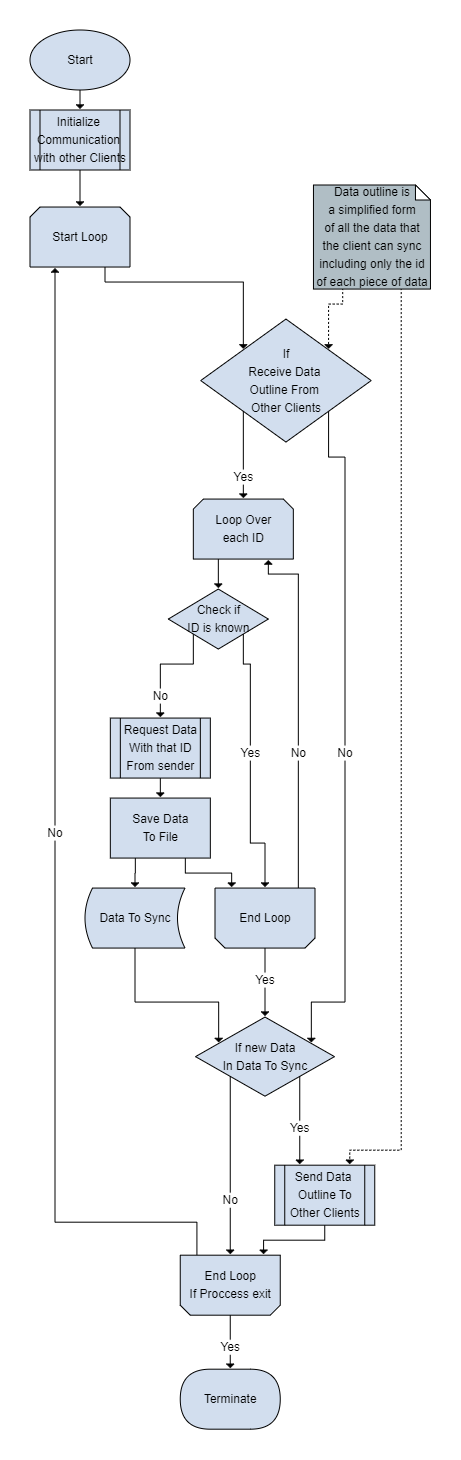 Start
Initialize
Communication
with other Clients
Start Loop
Data outline is
a simplified form
of all the data that
the client can sync
including only the id
of each piece of data
If
Receive Data
Outline From
Other Clients
Yes
Loop Over
each ID
Check if
ID is known
No
Request Data
With that ID
From sender
Yes
No
No
Save Data
To File
No
Data To Sync
End Loop
Yes
If new Data
In Data To Sync
Yes
Send Data
Outline To
Other Clients
No
End Loop
If Proccess exit
Yes
Terminate